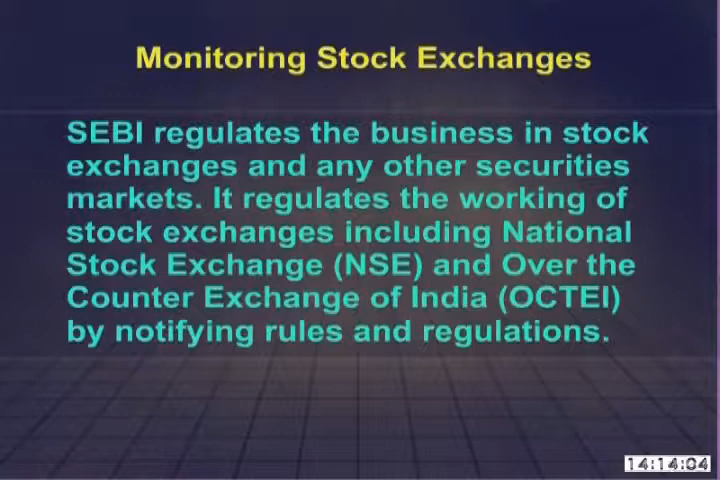 Monitoring Stock Exchanges
SEBI regulates the business in stock
exchanges and any other securities
markets. It regulates the working of
stock exchanges including National
Stock Exchange (NSE) and Over the
Counter Exchange of India (OCTEI)
by notifying rules and regulations.
14:14:04